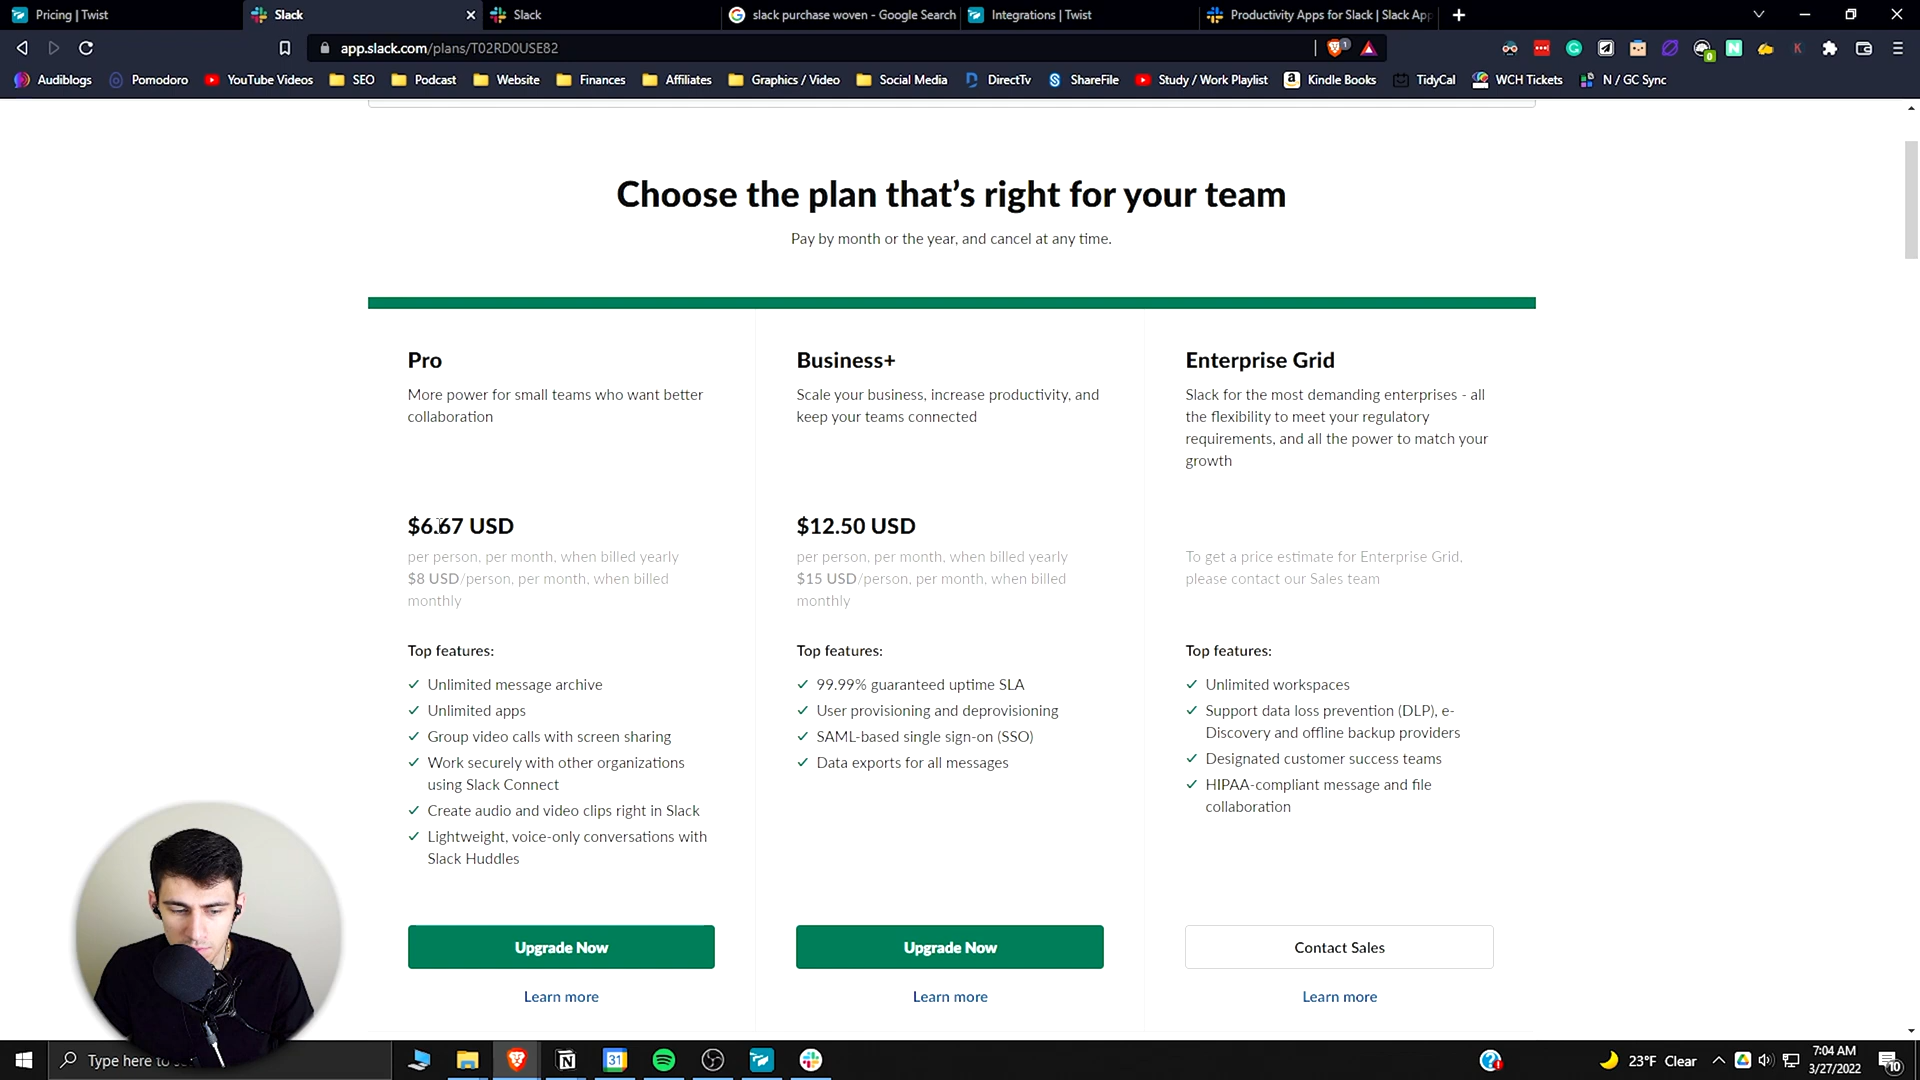 Pricing | Twist
Slack
Slack
slack purchase woven - Google Search
Integrations | Twist
Productivity Apps for Slack | Slack App
app.slack.com/plans/T02RD0USE82
Audiblogs
Pomodoro
YouTube Videos
SEO
Podcast
Website
Finances
Affiliates
Graphics / Video
Social Media
DirectTv
ShareFile
Study / Work Playlist
Kindle Books
TidyCal
WCH Tickets
N / GC Sync
Choose the plan that's right for your team
Pay by month or the year, and cancel at any time.
Pro
More power for small teams who want better
collaboration
$6.67 USD
per person, per month, when billed yearly
$8 USD/person, per month, when billed
monthly
Top features:
Unlimited message archive
Unlimited apps
Group video calls with screen sharing
Work securely with other organizations
using Slack Connect
Create audio and video clips right in Slack
Lightweight, voice-only conversations with
Slack Huddles
Upgrade Now
Learn more
Business+
Scale your business, increase productivity, and
keep your teams connected
$12.50 USD
per person, per month, when billed yearly
$15 USD/person, per month, when billed
monthly
Top features:
99.99% guaranteed uptime SLA
User provisioning and deprovisioning
SAML-based single sign-on (SSO)
Data exports for all messages
Upgrade Now
Learn more
Enterprise Grid
Slack for the most demanding enterprises - all
the flexibility to meet your regulatory
requirements, and all the power to match your
growth
To get a price estimate for Enterprise Grid,
please contact our Sales team
Top features:
Unlimited workspaces
Support data loss prevention (DLP), e-
Discovery and offline backup providers
Designated customer success teams
HIPAA-compliant message and file
collaboration
Contact Sales
Learn more
Type here to
31
23°F Clear
7:04 AM
3/27/2022
10